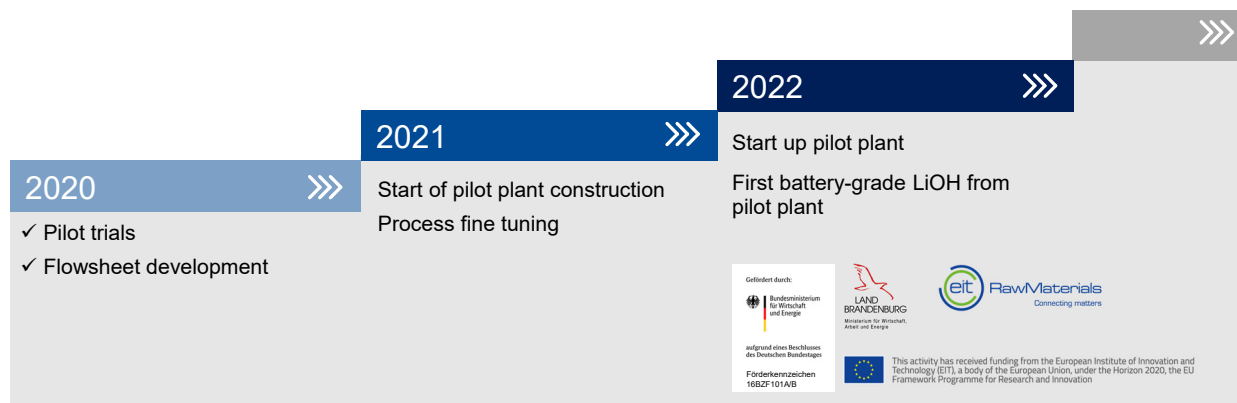 2020
✓ Pilot trials
✓ Flowsheet development
2021
Start of pilot plant construction
Process fine tuning
2022
Start up pilot plant
First battery-grade LiOH from
pilot plant
Gefördert durch:
Bundesministerium
für Wirtschaft
und Energie
aufgrund eines Beschlusses
des Deutschen Bundestages
Förderkennzeichen
16BZF101A/B
LAND
BRANDENBURG
Ministerium für Wirtschaft,
Arbeit und Energie
eit RawMaterials
Connecting matters
This activity has received funding from the European Institute of Innovation and
Technology (EIT), a body of the European Union, under the Horizon 2020, the EU
Framework Programme for Research and Innovation